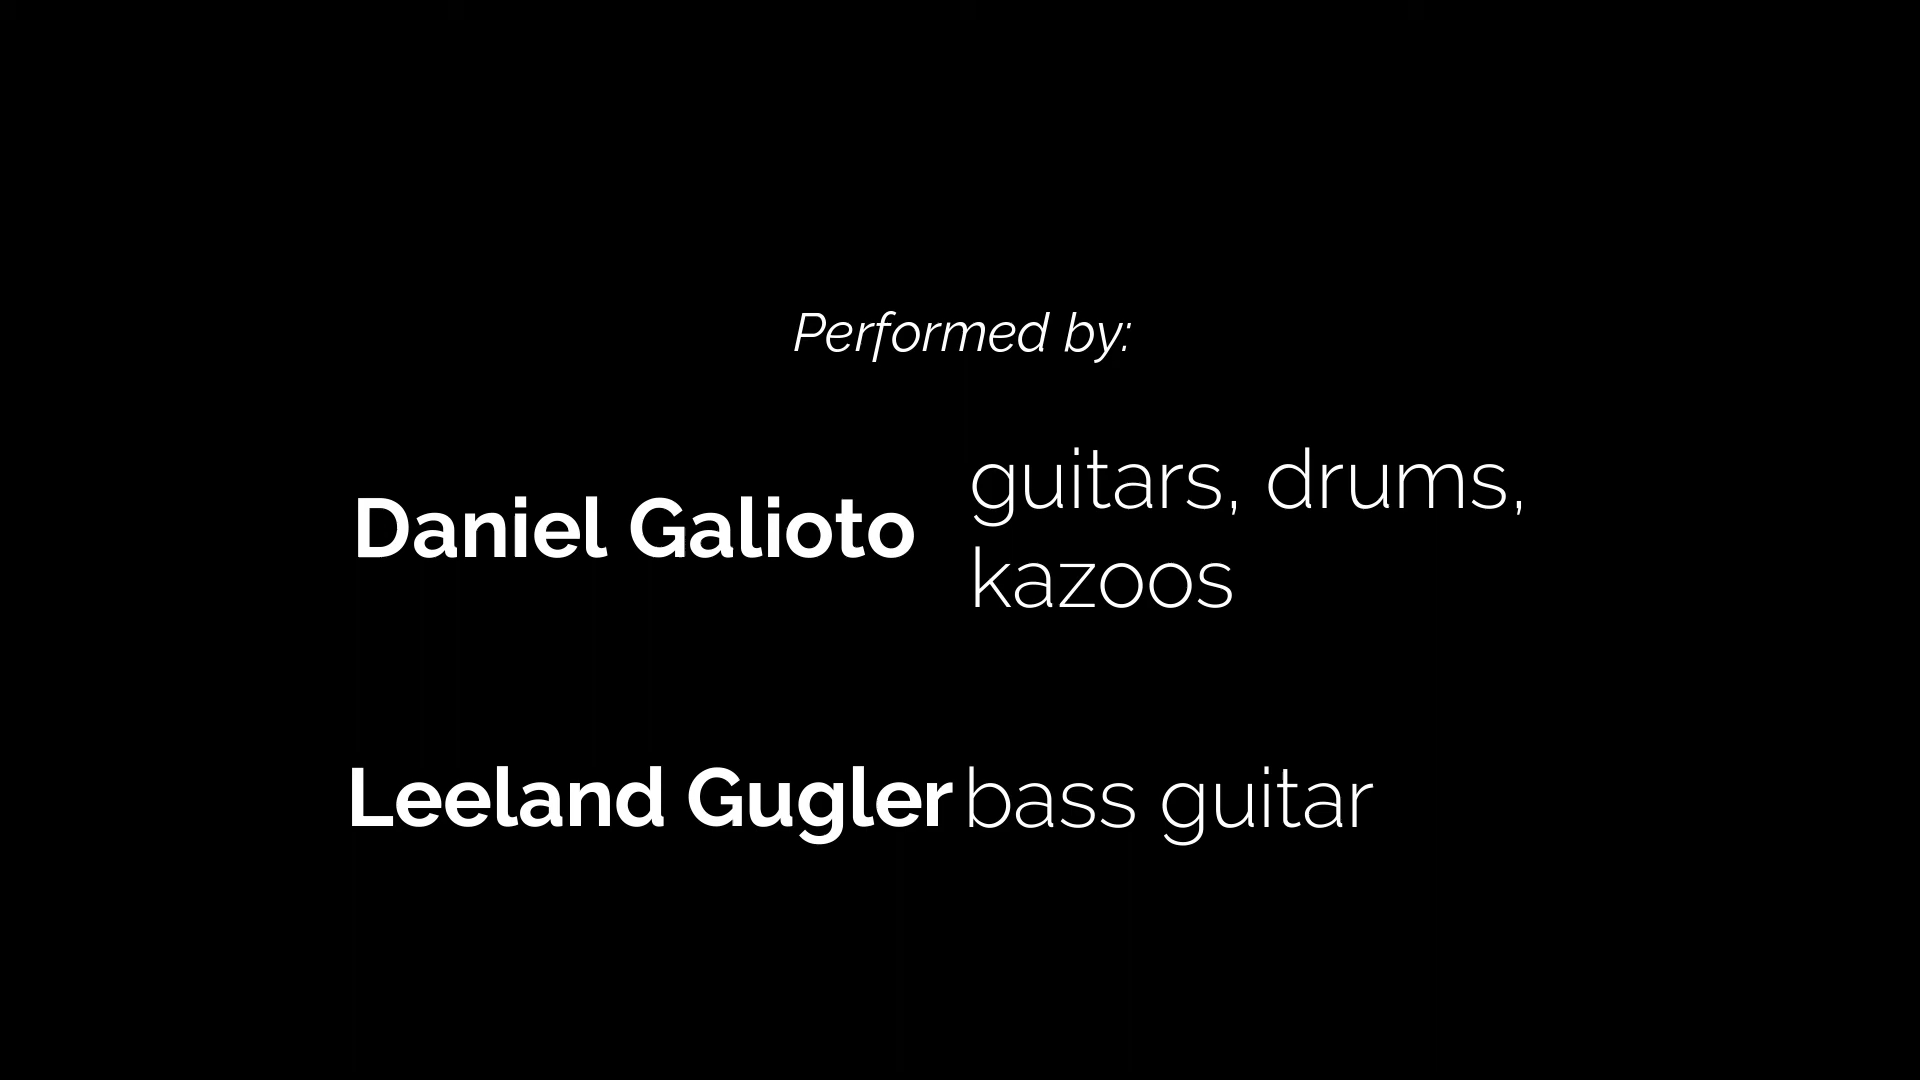 Performed by:
Daniel Galioto
guitars, drums,
kazoos
Leeland Gugler
bass guitar